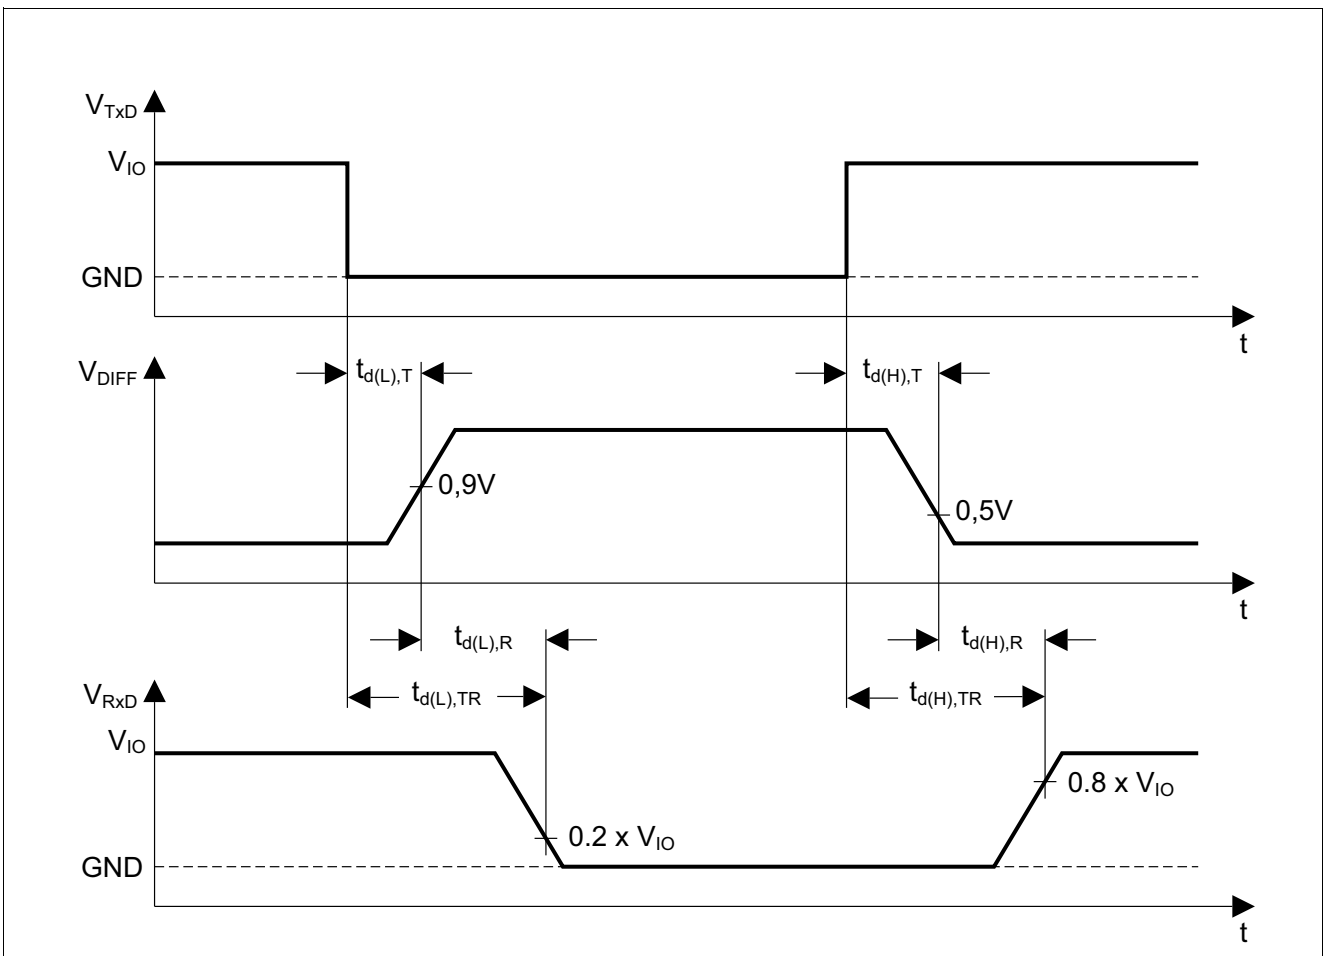 V_TxD
V_IO
GND
t
V_DIFF
t_d(L),T
t_d(H),T
0,9V
0,5V
t
t_d(L),R
t_d(H),R
V_RxD
t_d(L),TR
t_d(H),TR
V_IO
0.8 x V_IO
0.2 x V_IO
GND
t